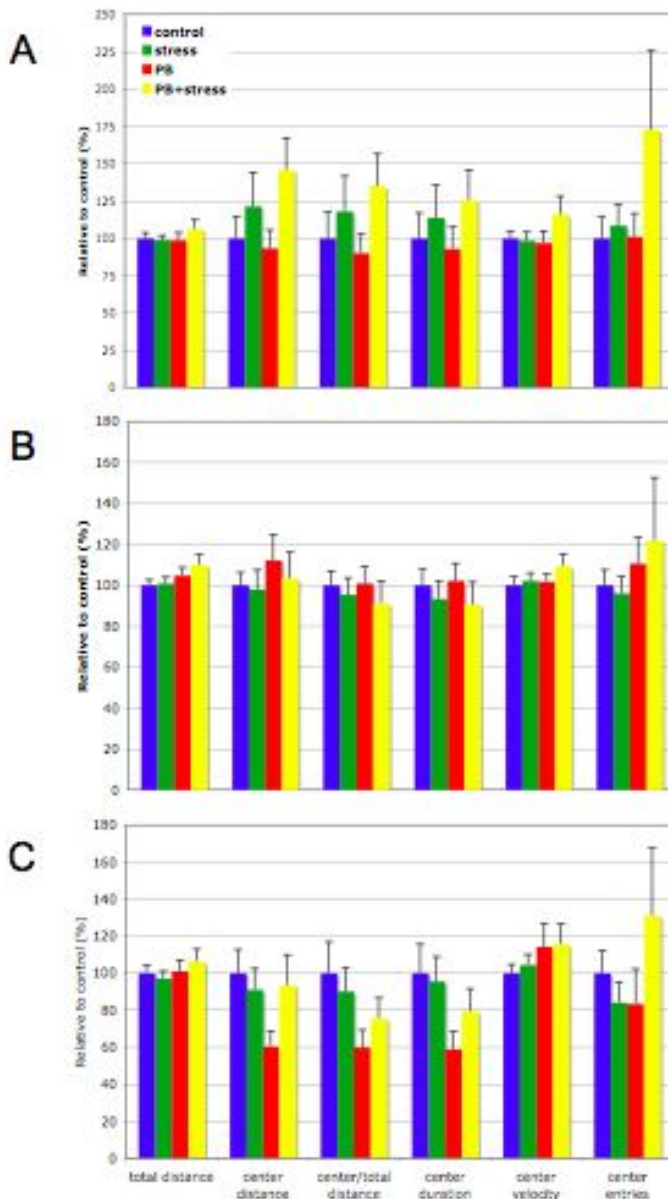 A
250
225
200
175
150
125
100
75
50
25
0
Relative to control (%)
control
stress
PB
PB+stress
B
180
160
140
120
100
80
60
40
20
0
Relative to control (%)
C
180
160
140
120
100
80
60
40
20
0
Relative to control (%)
total distance
center
distance
center/total
distance
center
duration
center
velocity
center
entries